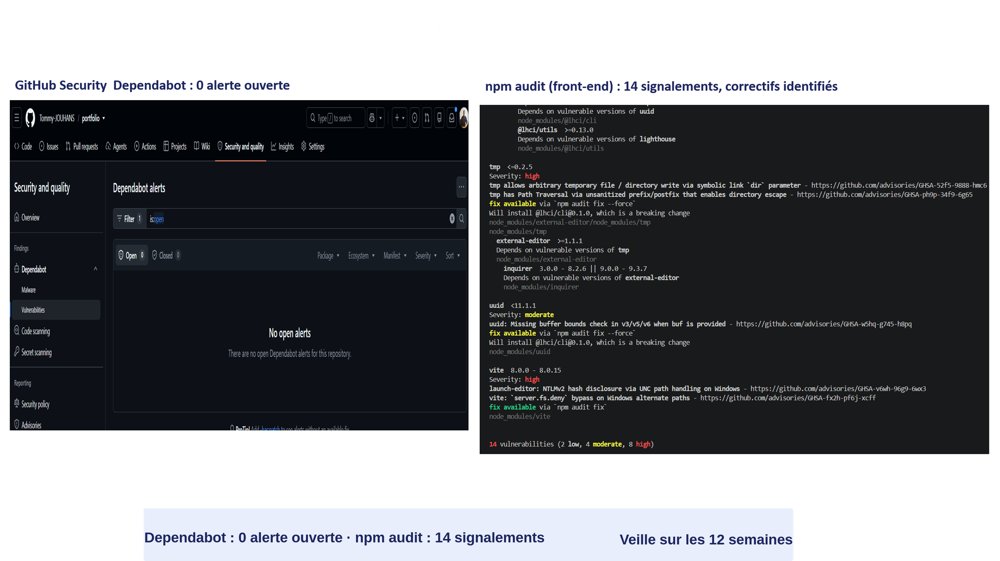 GitHub Security  Dependabot : 0 alerte ouverte
Tommy-JOUHANS / portfolio
Type / to search
Code Issues Pull requests Agents Actions Projects Wiki Security and quality Insights Settings
Security and quality
Overview
Findings
Dependabot
Malware
Vulnerabilities
Code scanning
Secret scanning
Reporting
Security policy
Advisories
Dependabot alerts
Filter 1 is:open
Open 0 Closed 0 Package Ecosystem Manifest Severity Sort
No open alerts
There are no open Dependabot alerts for this repository.
ProTip! Add -has:patch to see alerts without an available fix.
npm audit (front-end) : 14 signalements, correctifs identifiés
Depends on vulnerable versions of uuid
node_modules/@lhci/cli
@lhci/utils  >=0.13.0
Depends on vulnerable versions of lighthouse
node_modules/@lhci/utils
tmp  <=0.2.5
Severity: high
tmp allows arbitrary temporary file / directory write via symbolic link `dir` parameter - https://github.com/advisories/GHSA-52f5-9888-hmc6
tmp has Path Traversal via unsanitized prefix/postfix that enables directory escape - https://github.com/advisories/GHSA-ph9p-34f9-6g65
fix available via `npm audit fix --force`
Will install @lhci/cli@0.1.0, which is a breaking change
node_modules/external-editor/node_modules/tmp
node_modules/tmp
external-editor  >=1.1.1
Depends on vulnerable versions of tmp
node_modules/external-editor
inquirer  3.0.0 - 8.2.6 || 9.0.0 - 9.3.7
Depends on vulnerable versions of external-editor
node_modules/inquirer
uuid  <11.1.1
Severity: moderate
uuid: Missing buffer bounds check in v3/v5/v6 when buf is provided - https://github.com/advisories/GHSA-w5hq-g745-h8pq
fix available via `npm audit fix --force`
Will install @lhci/cli@0.1.0, which is a breaking change
node_modules/uuid
vite  8.0.0 - 8.0.15
Severity: high
launch-editor: NTLMv2 hash disclosure via UNC path handling on Windows - https://github.com/advisories/GHSA-v6wh-96g9-6wx3
vite: `server.fs.deny` bypass on Windows alternate paths - https://github.com/advisories/GHSA-fx2h-pf6j-xcff
fix available via `npm audit fix`
node_modules/vite
14 vulnerabilities (2 low, 4 moderate, 8 high)
Dependabot : 0 alerte ouverte · npm audit : 14 signalements
Veille sur les 12 semaines